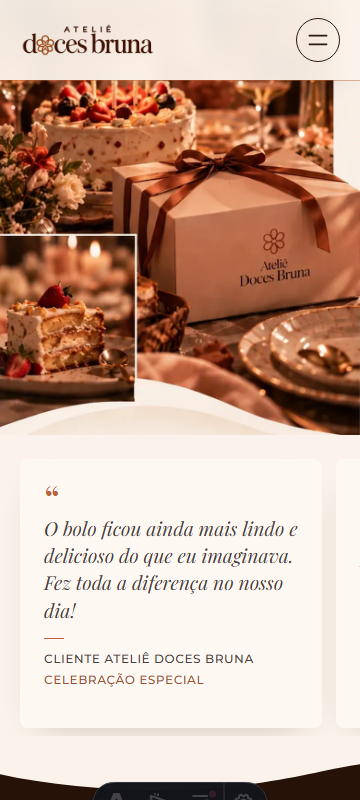 ATELIÊ
doces bruna
Ateliê
Doces Bruna
“
O bolo ficou ainda mais lindo e
delicioso do que eu imaginava.
Fez toda a diferença no nosso
dia!
CLIENTE ATELIÊ DOCES BRUNA
CELEBRAÇÃO ESPECIAL